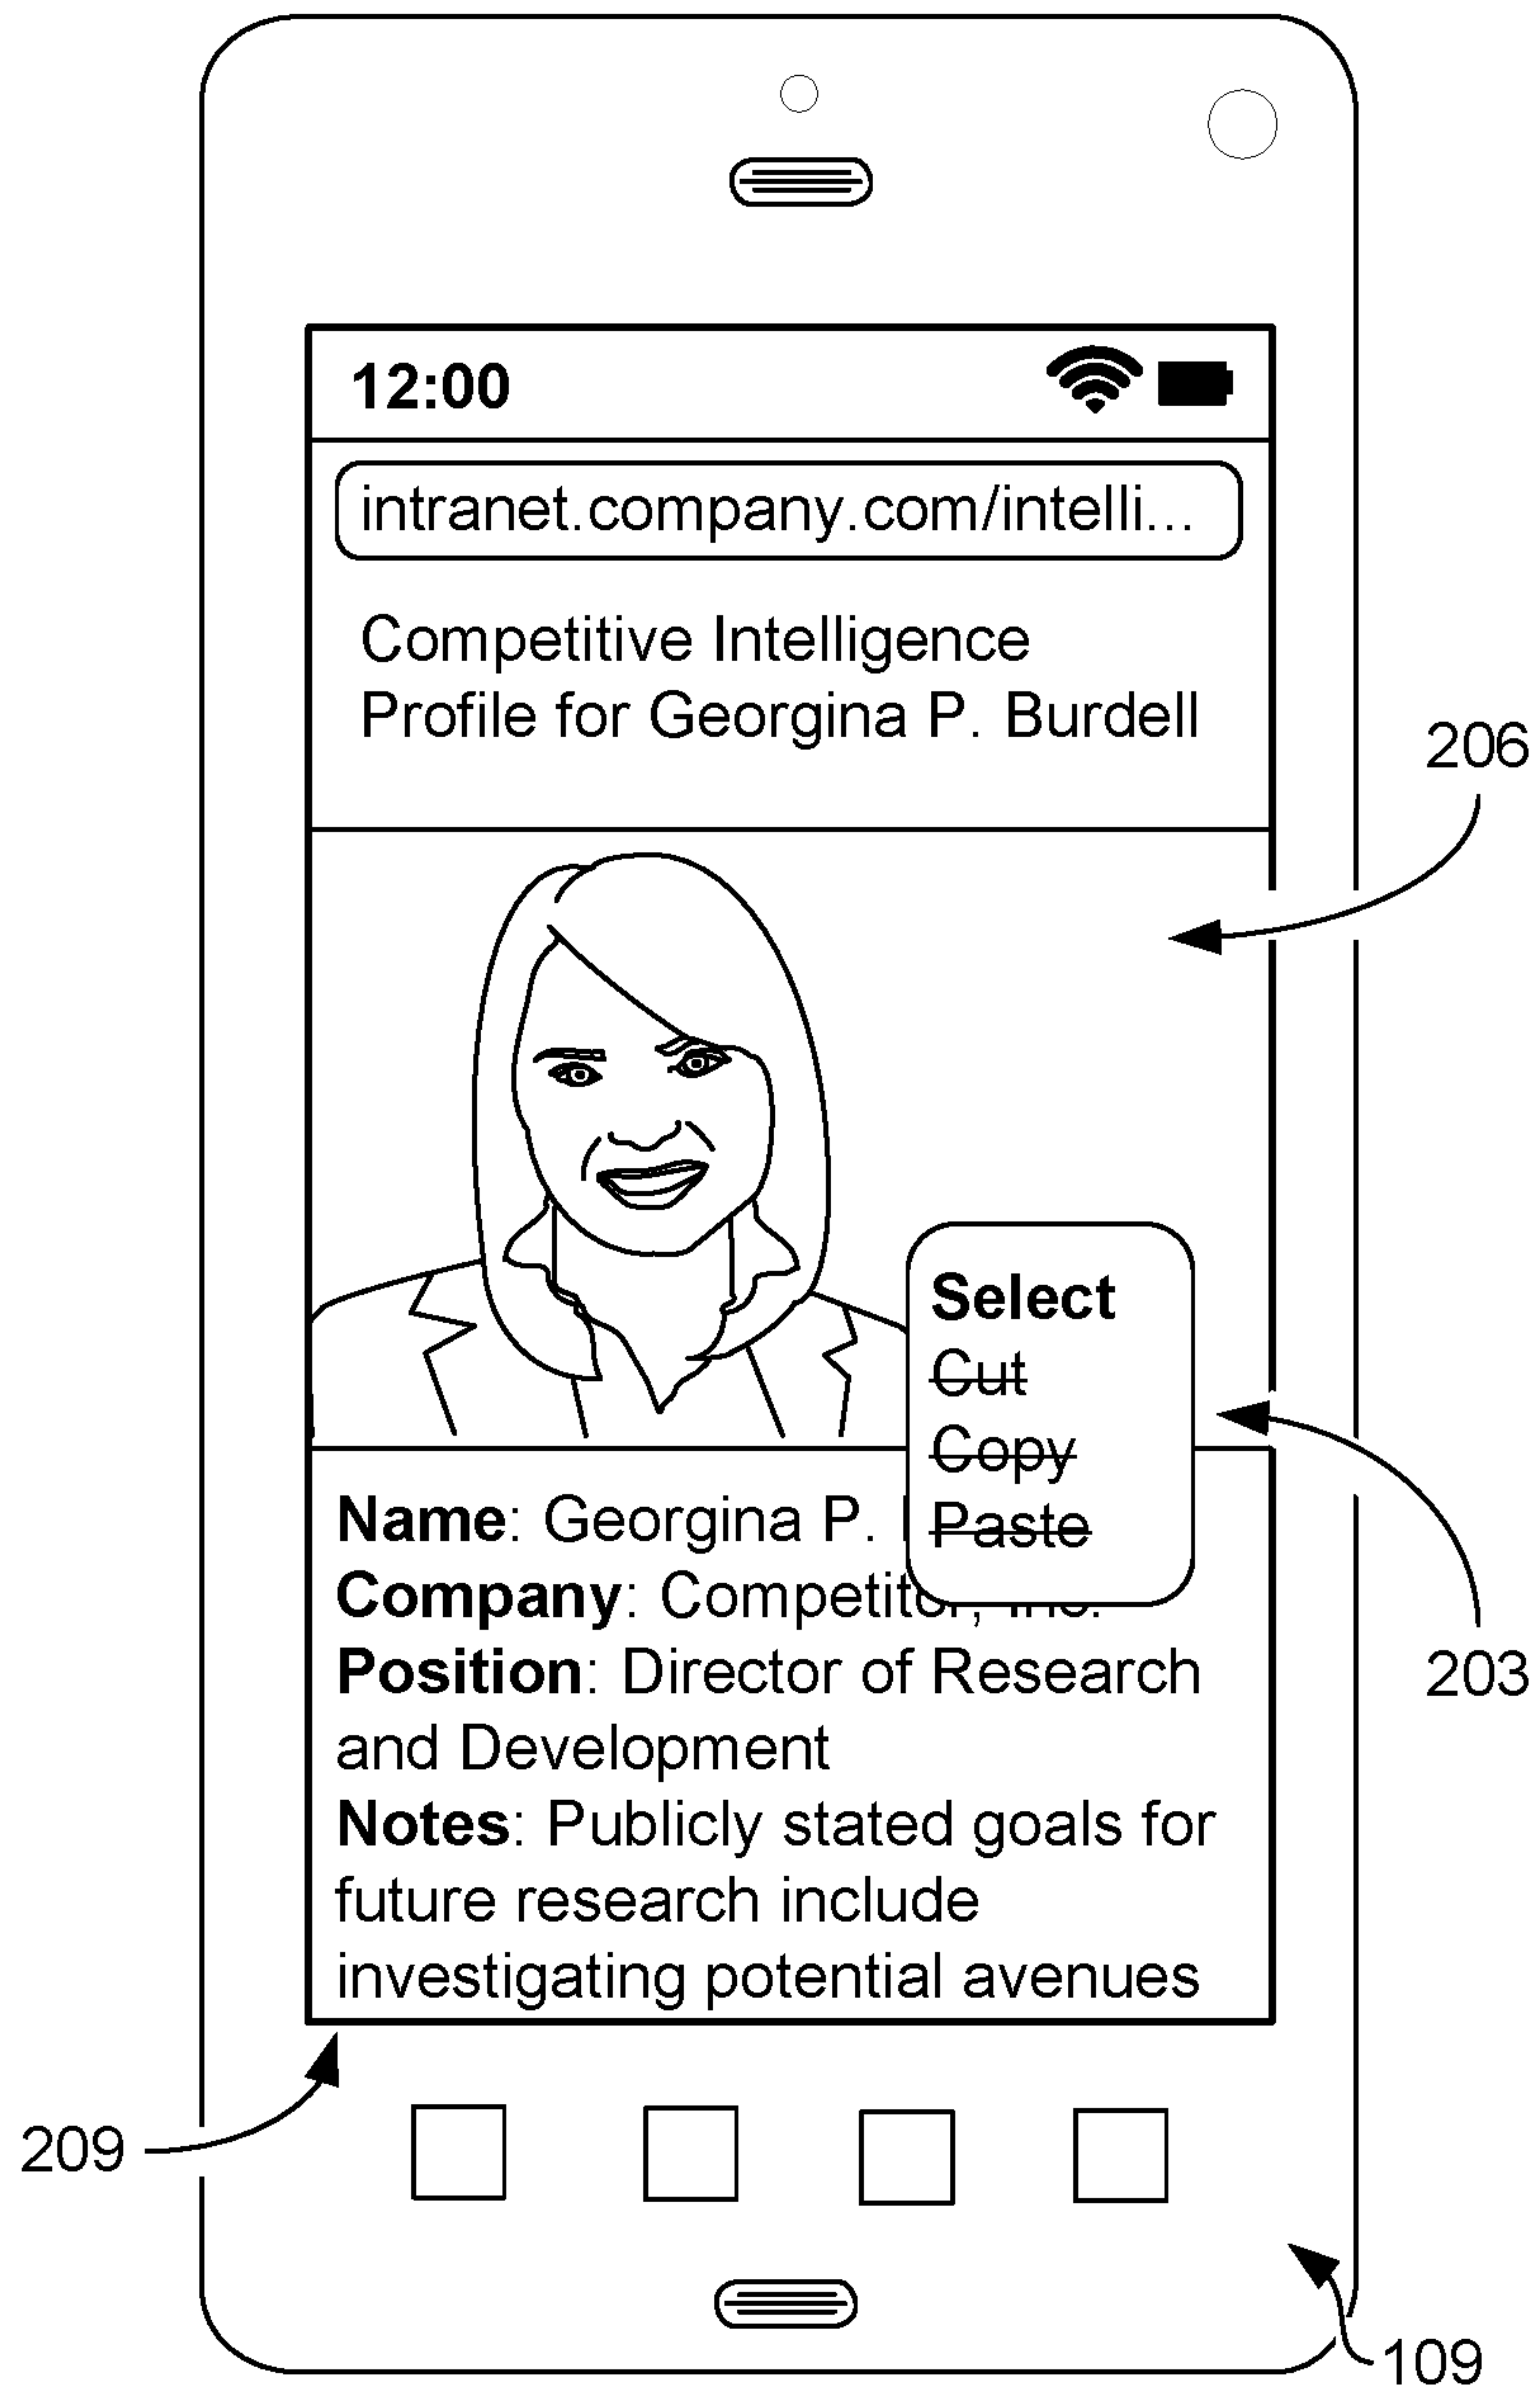 12:00
intranet.company.com/intelli...
Competitive Intelligence
Profile for Georgina P. Burdell
206
Select
Cut
Copy
Paste
Name: Georgina P.
Company: Competitor, Inc.
Position: Director of Research
and Development
Notes: Publicly stated goals for
future research include
investigating potential avenues
203
209
109